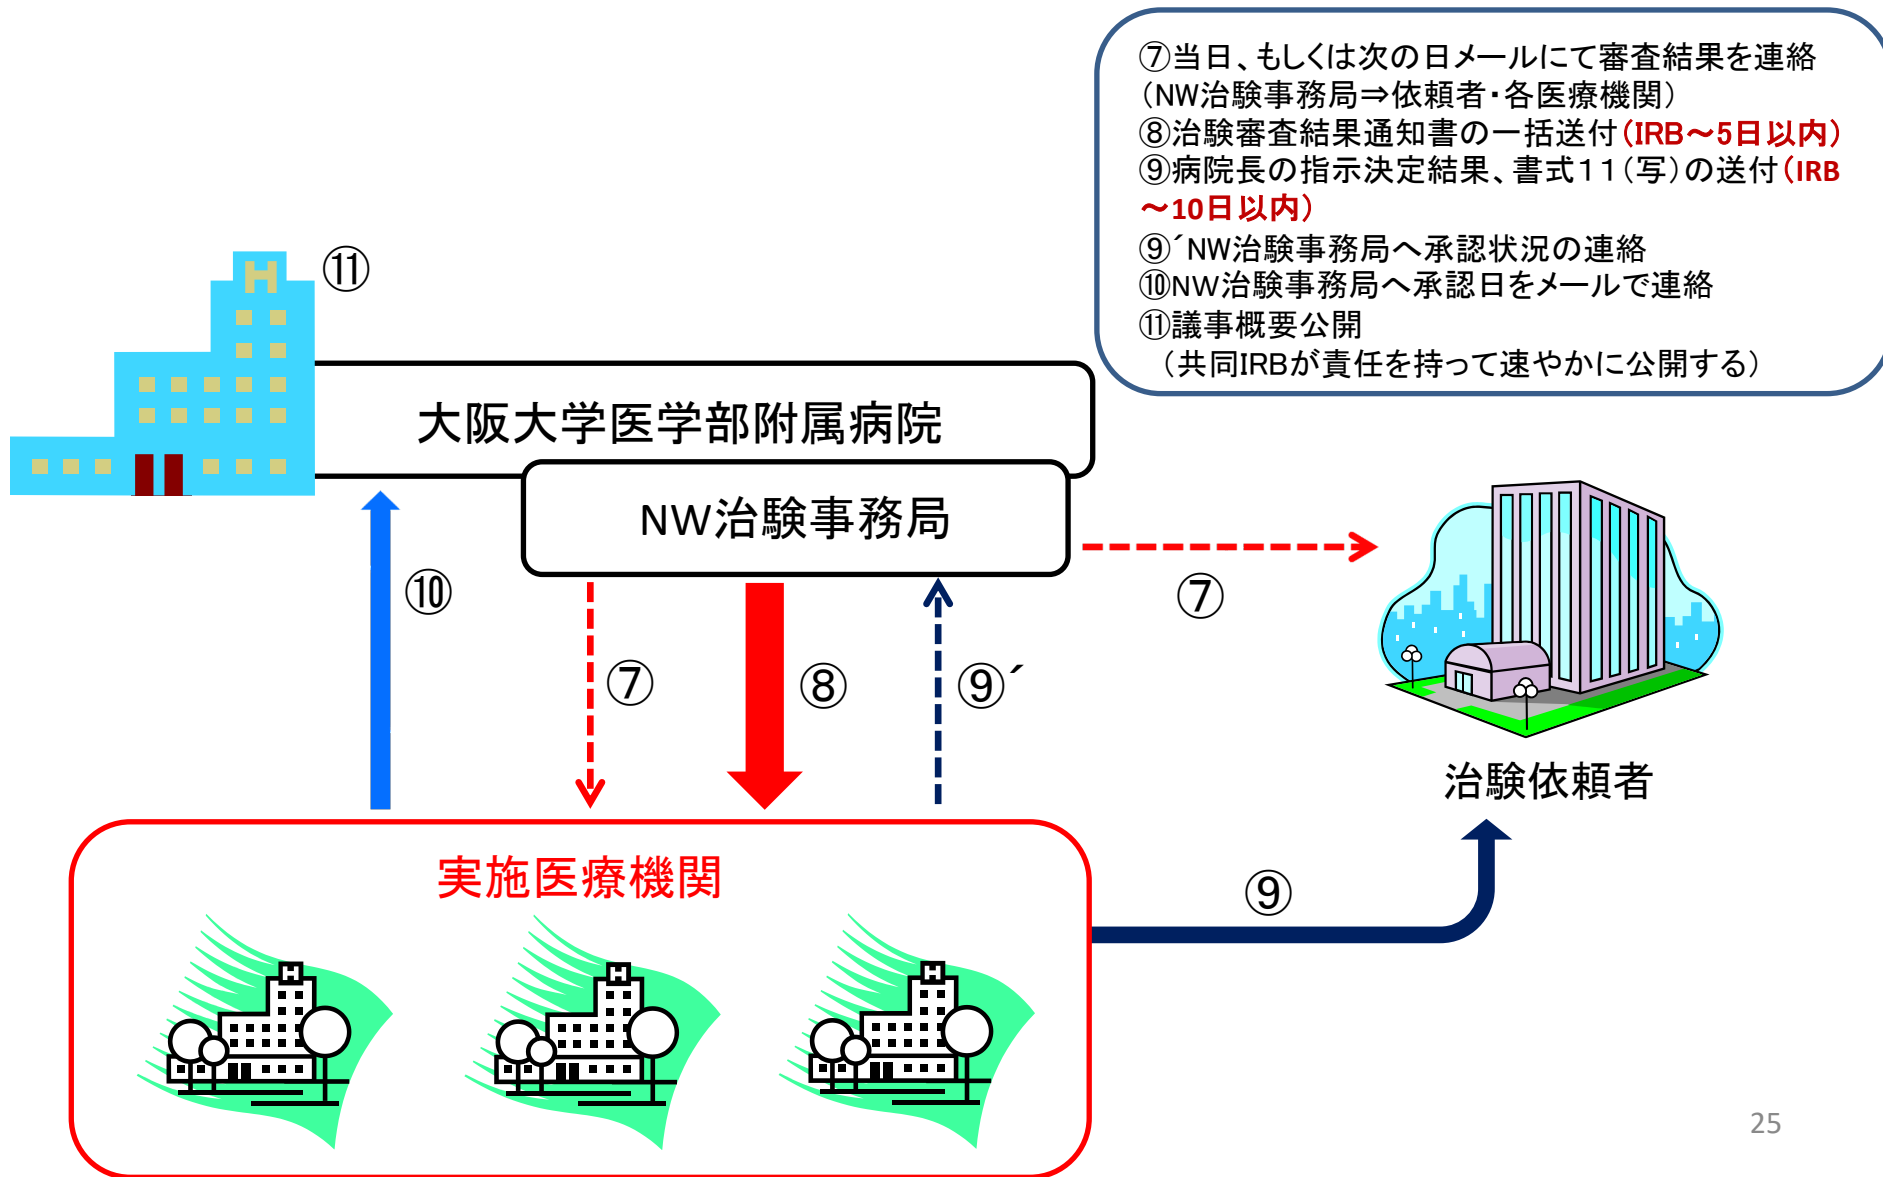 ⑦当日、もしくは次の日メールにて審査結果を連絡
（NW治験事務局⇒依頼者・各医療機関）
⑧治験審査結果通知書の一括送付（IRB～5日以内）
⑨病院長の指示決定結果、書式１１（写）の送付（IRB
～10日以内）
⑨´NW治験事務局へ承認状況の連絡
⑩NW治験事務局へ承認日をメールで連絡
⑪議事概要公開
（共同IRBが責任を持って速やかに公開する）
H
⑪
大阪大学医学部附属病院
NW治験事務局
⑩
⑦
⑧
⑨´
⑦
治験依頼者
実施医療機関
⑨
H
H
H
25